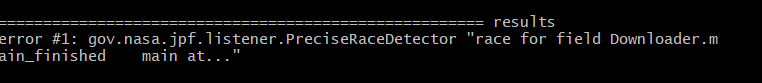 ====================================================== results
error #1: gov.nasa.jpf.listener.PreciseRaceDetector "race for field Downloader.m
ain_finished    main at..."